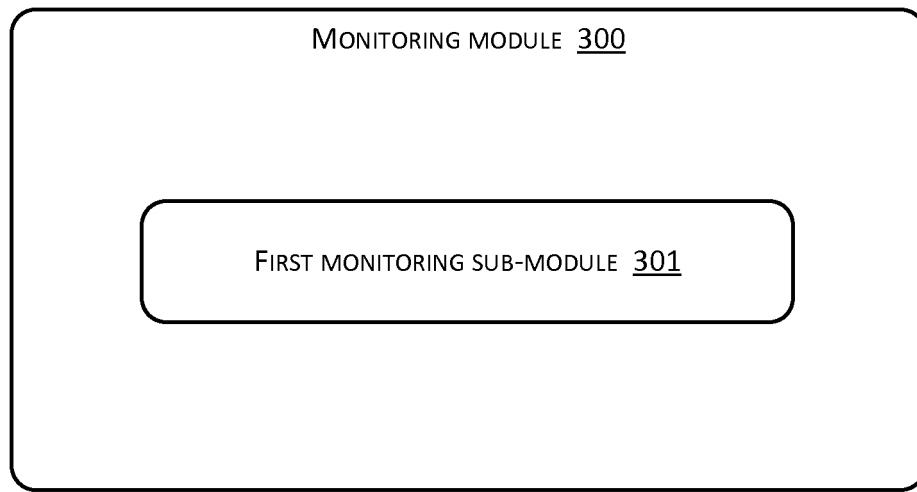 MONITORING MODULE 300
FIRST MONITORING SUB-MODULE 301